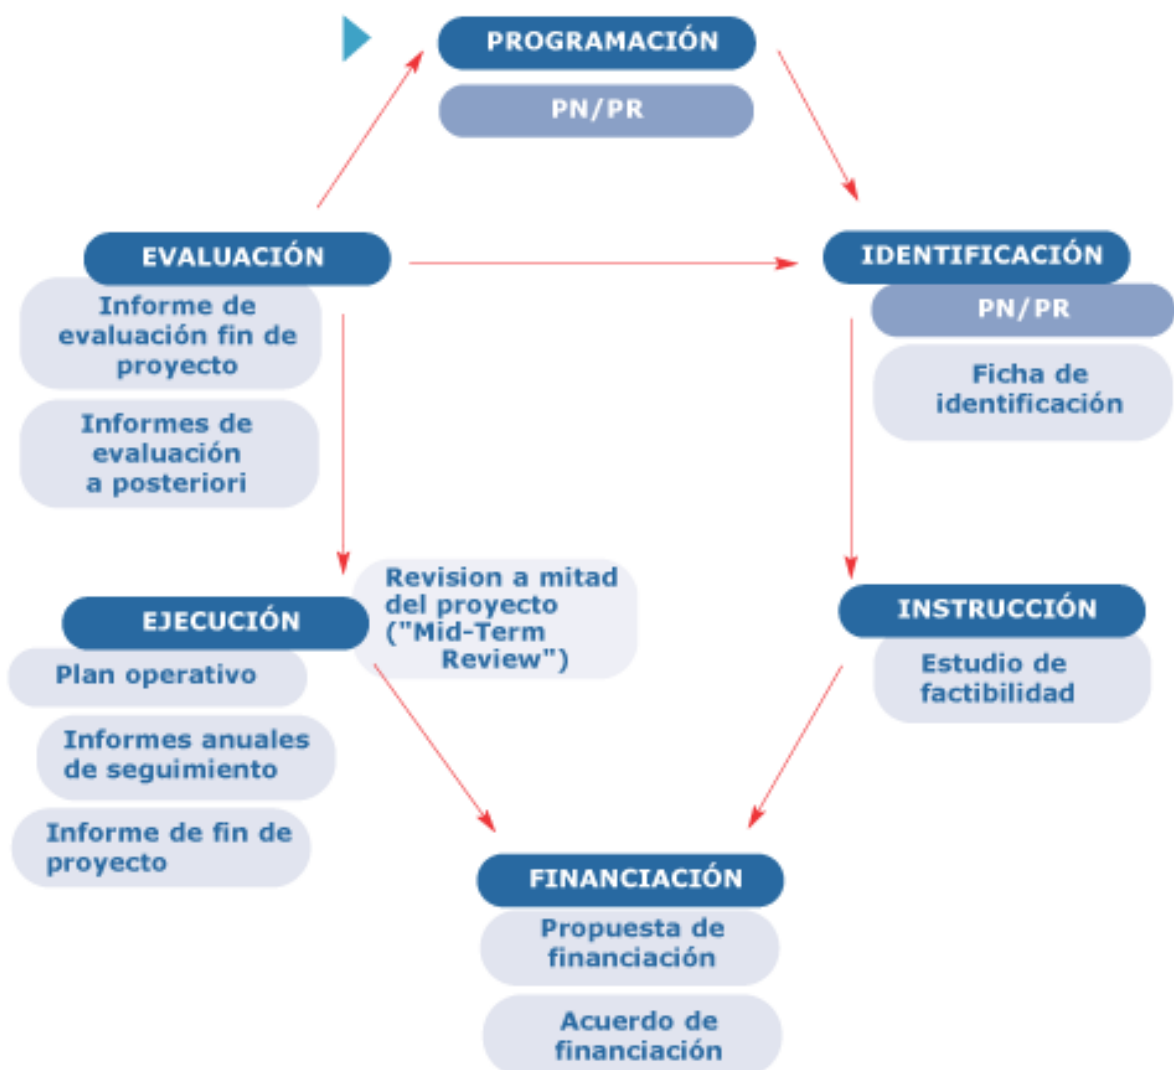 PROGRAMACIÓN
PN/PR
EVALUACIÓN
Informe de
evaluación fin de
proyecto
Informes de
evaluación
a posteriori
IDENTIFICACIÓN
PN/PR
Ficha de
identificación
EJECUCIÓN
Revision a mitad
del proyecto
("Mid-Term
Review")
Plan operativo
Informes anuales
de seguimiento
Informe de fin de
proyecto
INSTRUCCIÓN
Estudio de
factibilidad
FINANCIACIÓN
Propuesta de
financiación
Acuerdo de
financiación